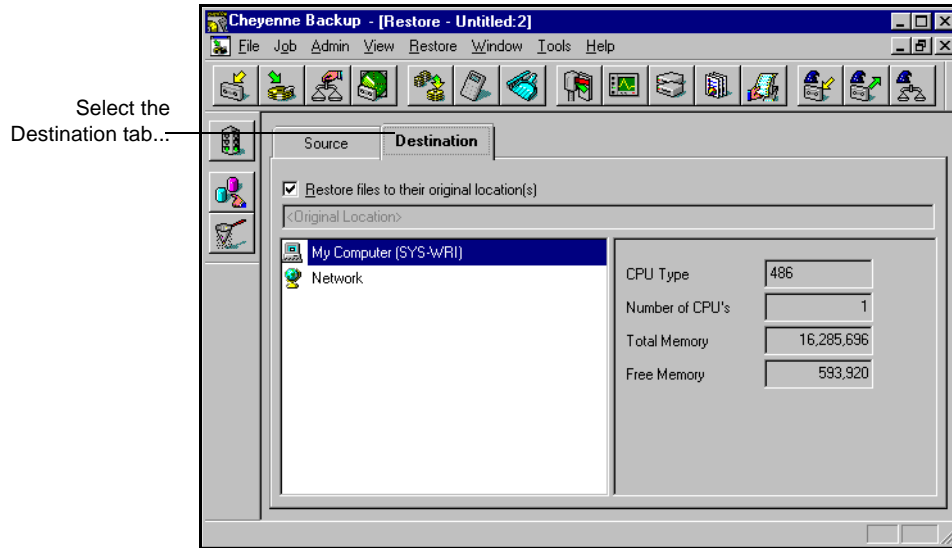 Cheyenne Backup - [Restore - Untitled:2]
File Job Admin View Restore Window Tools Help
Select the
Destination tab...
Source Destination
Restore files to their original location(s)
<Original Location>
My Computer (SYS-WRI)
Network
CPU Type 486
Number of CPU's 1
Total Memory 16,285,696
Free Memory 593,920